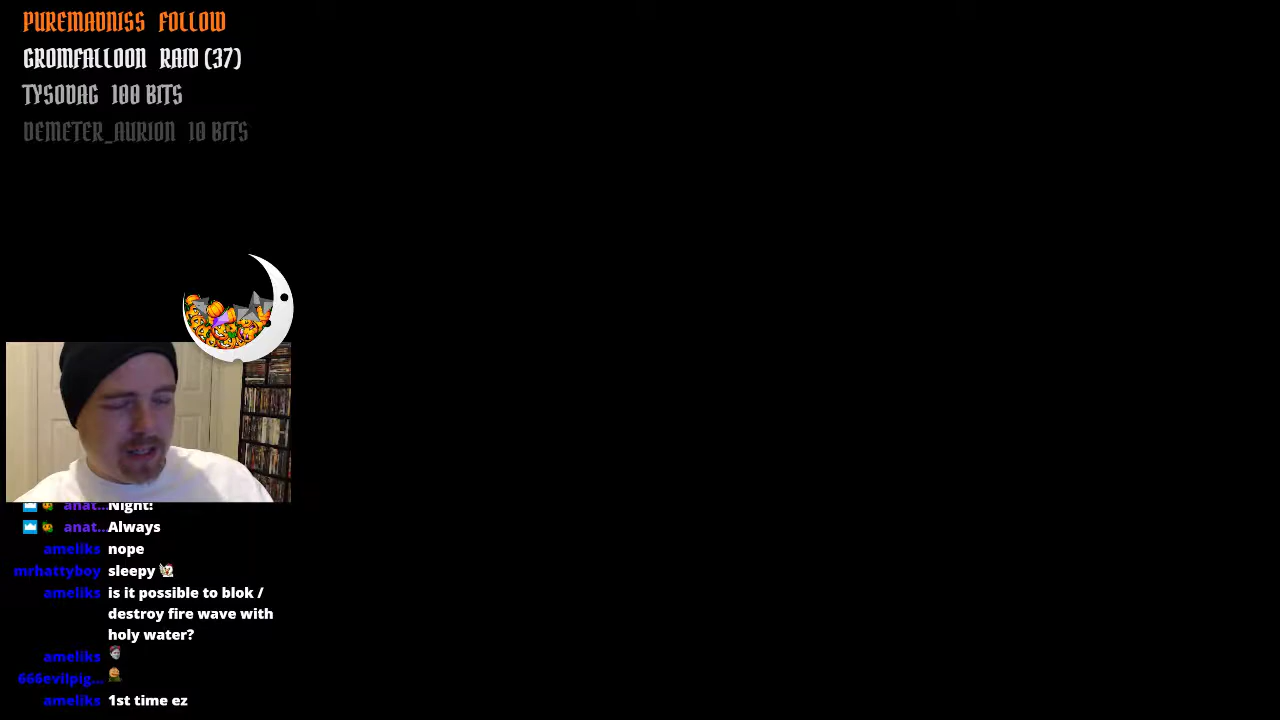 PUREMADNISS FOLLOW
GROMFALLOON RAID (37)
TYSODAG 100 BITS
DEMETER_AURION 10 BITS
anat... Night!
anat... Always
ameliks nope
mrhattyboy sleepy
ameliks is it possible to blok /
destroy fire wave with
holy water?
ameliks
666evilpig...
ameliks 1st time ez